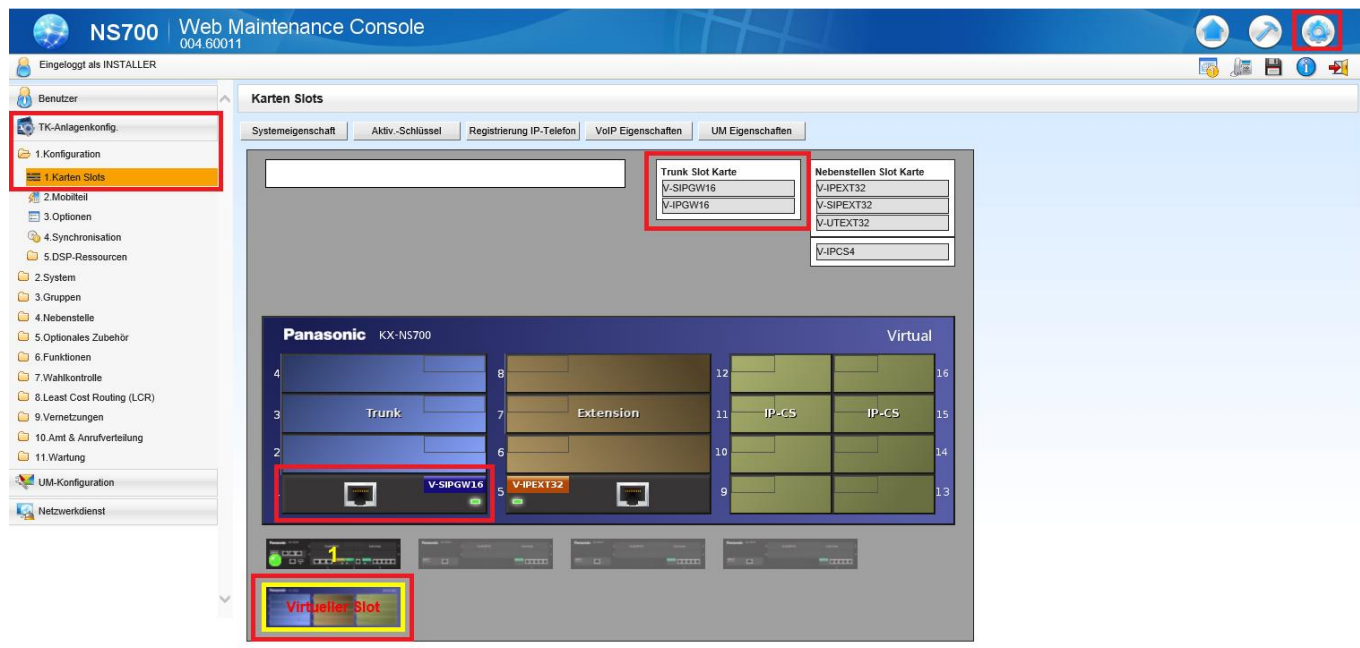 NS700
Web Maintenance Console
004.60011
Eingeloggt als INSTALLER
Benutzer
TK-Anlagenkonfig.
1.Konfiguration
1.Karten Slots
2.Mobilteil
3.Optionen
4.Synchronisation
5.DSP-Ressourcen
2.System
3.Gruppen
4.Nebenstelle
5.Optionales Zubehör
6.Funktionen
7.Wahlkontrolle
8.Least Cost Routing (LCR)
9.Vernetzungen
10.Amt & Anrufverteilung
11.Wartung
UM-Konfiguration
Netzwerkdienst
Karten Slots
Systemeigenschaft Aktiv.-Schlüssel Registrierung IP-Telefon VoIP Eigenschaften UM Eigenschaften
Trunk Slot Karte
V-SIPGW16
V-IPGW16
Nebenstellen Slot Karte
V-IPEXT32
V-SIPEXT32
V-UTEXT32
V-IPCS4
Panasonic KX-NS700 Virtual
4 8 12 16
3 Trunk 7 Extension 11 IP-CS IP-CS 15
2 6 10 14
V-SIPGW16 5 V-IPEXT32 9 13
1
Virtueller Slot